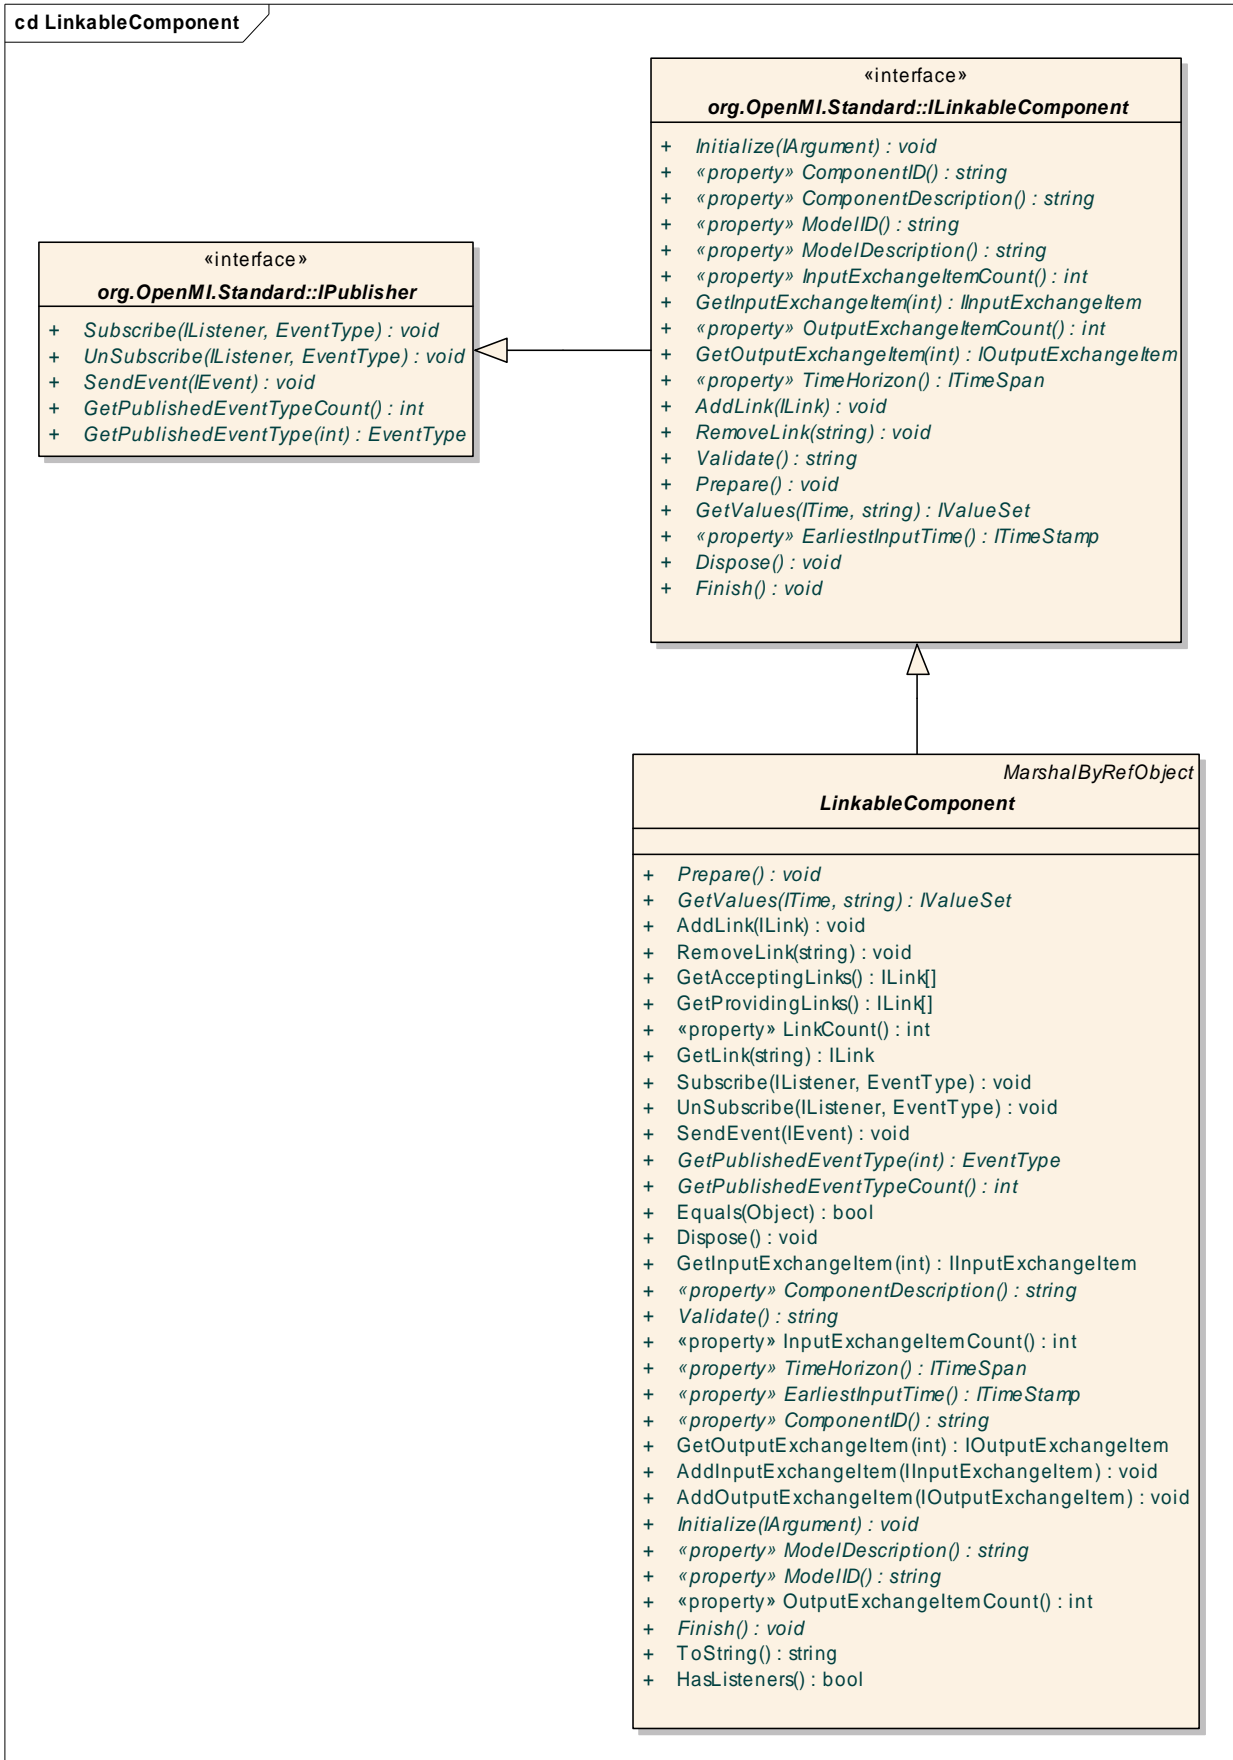 cd LinkableComponent
«interface»
org.OpenMI.Standard::ILinkableComponent
+ Initialize(IArgument) : void
+ «property» ComponentID() : string
+ «property» ComponentDescription() : string
+ «property» ModelID() : string
+ «property» ModelDescription() : string
+ «property» InputExchangeItemCount() : int
+ GetInputExchangeItem(int) : IInputExchangeItem
+ «property» OutputExchangeItemCount() : int
+ GetOutputExchangeItem(int) : IOutputExchangeItem
+ «property» TimeHorizon() : ITimeSpan
+ AddLink(ILink) : void
+ RemoveLink(string) : void
+ Validate() : string
+ Prepare() : void
+ GetValues(ITime, string) : IValueSet
+ «property» EarliestInputTime() : ITimeStamp
+ Dispose() : void
+ Finish() : void
«interface»
org.OpenMI.Standard::IPublisher
+ Subscribe(IListener, EventType) : void
+ UnSubscribe(IListener, EventType) : void
+ SendEvent(IEvent) : void
+ GetPublishedEventTypeCount() : int
+ GetPublishedEventType(int) : EventType
MarshalByRefObject
LinkableComponent
+ Prepare() : void
+ GetValues(ITime, string) : IValueSet
+ AddLink(ILink) : void
+ RemoveLink(string) : void
+ GetAcceptingLinks() : ILink[]
+ GetProvidingLinks() : ILink[]
+ «property» LinkCount() : int
+ GetLink(string) : ILink
+ Subscribe(IListener, EventType) : void
+ UnSubscribe(IListener, EventType) : void
+ SendEvent(IEvent) : void
+ GetPublishedEventType(int) : EventType
+ GetPublishedEventTypeCount() : int
+ Equals(Object) : bool
+ Dispose() : void
+ GetInputExchangeItem(int) : IInputExchangeItem
+ «property» ComponentDescription() : string
+ Validate() : string
+ «property» InputExchangeItemCount() : int
+ «property» TimeHorizon() : ITimeSpan
+ «property» EarliestInputTime() : ITimeStamp
+ «property» ComponentID() : string
+ GetOutputExchangeItem(int) : IOutputExchangeItem
+ AddInputExchangeItem(IInputExchangeItem) : void
+ AddOutputExchangeItem(IOutputExchangeItem) : void
+ Initialize(IArgument) : void
+ «property» ModelDescription() : string
+ «property» ModelID() : string
+ «property» OutputExchangeItemCount() : int
+ Finish() : void
+ ToString() : string
+ HasListeners() : bool